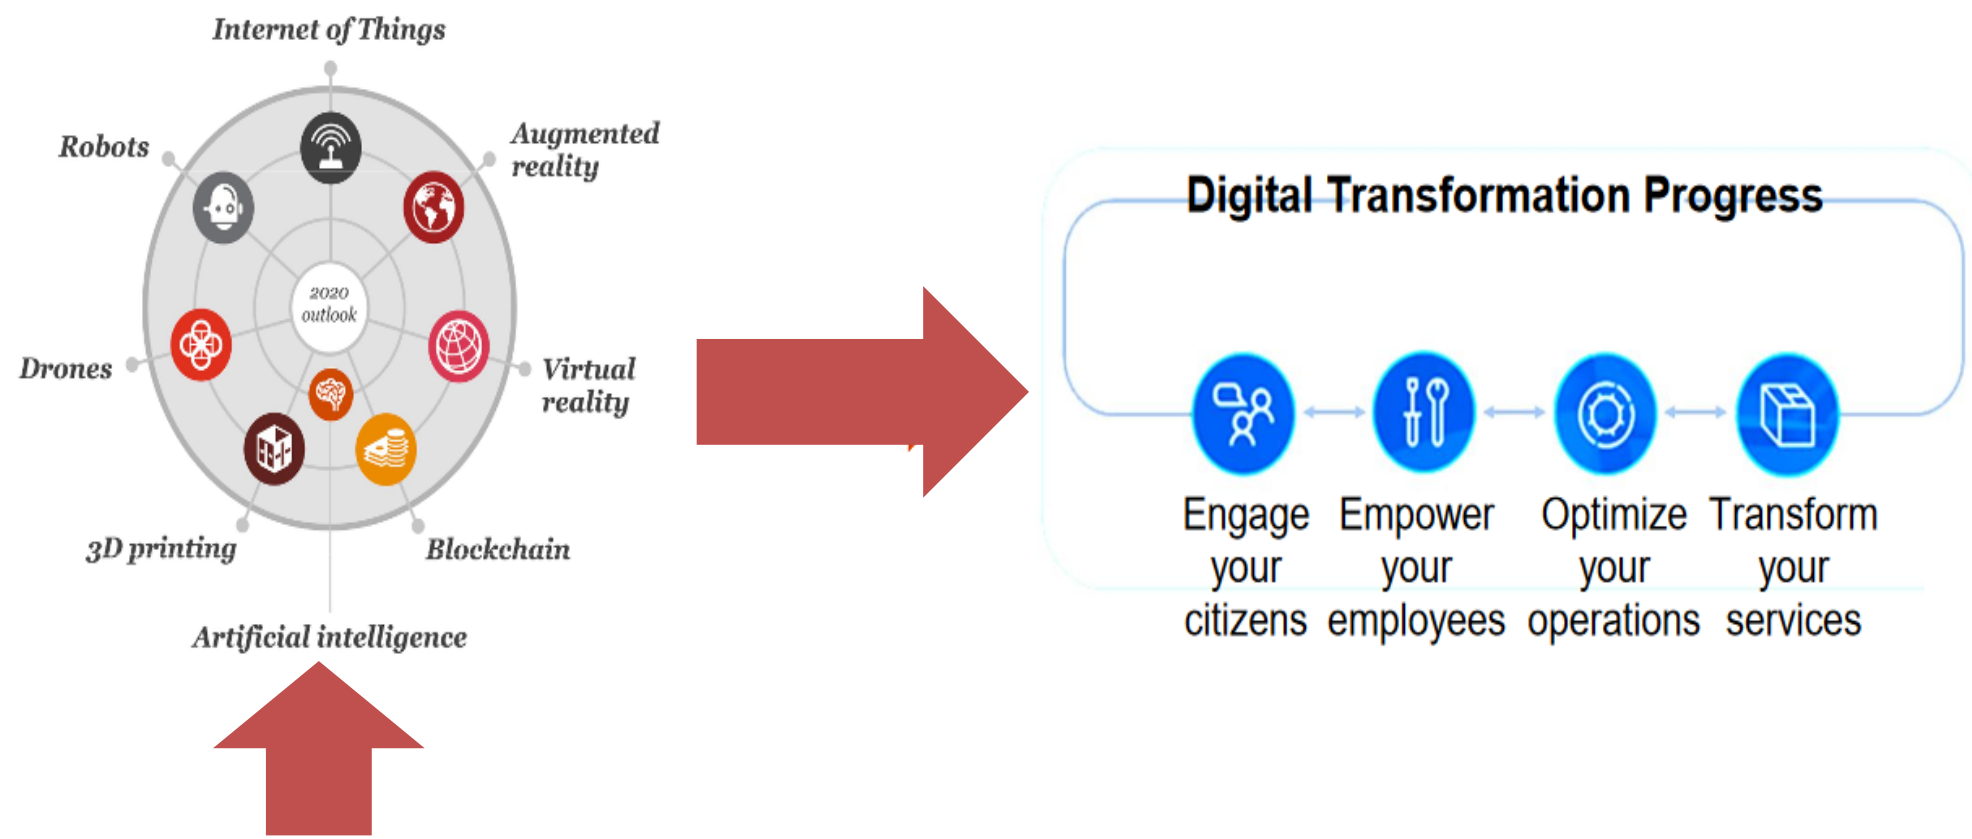 Internet of Things
Robots
Augmented
reality
2020
outlook
Drones
Virtual
reality
3D printing
Blockchain
Artificial intelligence
Digital Transformation Progress
Engage
your
citizens
Empower
your
employees
Optimize
your
operations
Transform
your
services